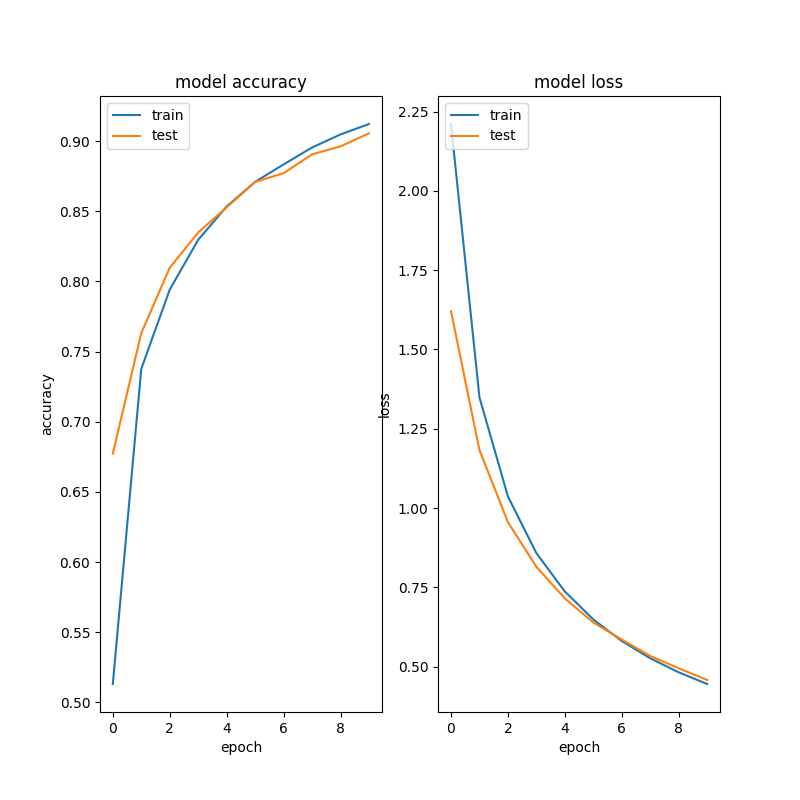 model accuracy
train
test
0.90
0.85
0.80
0.75
0.70
0.65
0.60
0.55
0.50
accuracy
0 2 4 6 8
epoch
model loss
train
test
2.25
2.00
1.75
1.50
1.25
1.00
0.75
0.50
loss
0 2 4 6 8
epoch